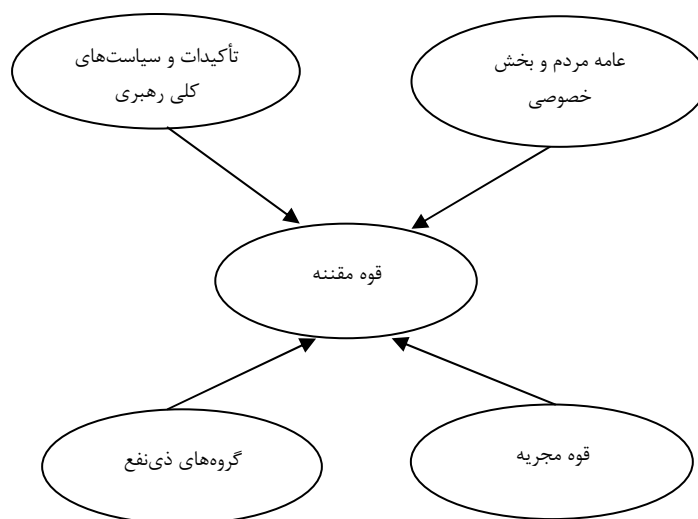 عامه مردم و بخش
خصوصی
تأکیدات و سیاست‌های
کلی رهبری
قوه مقننه
قوه مجریه
گروه‌های ذی‌نفع